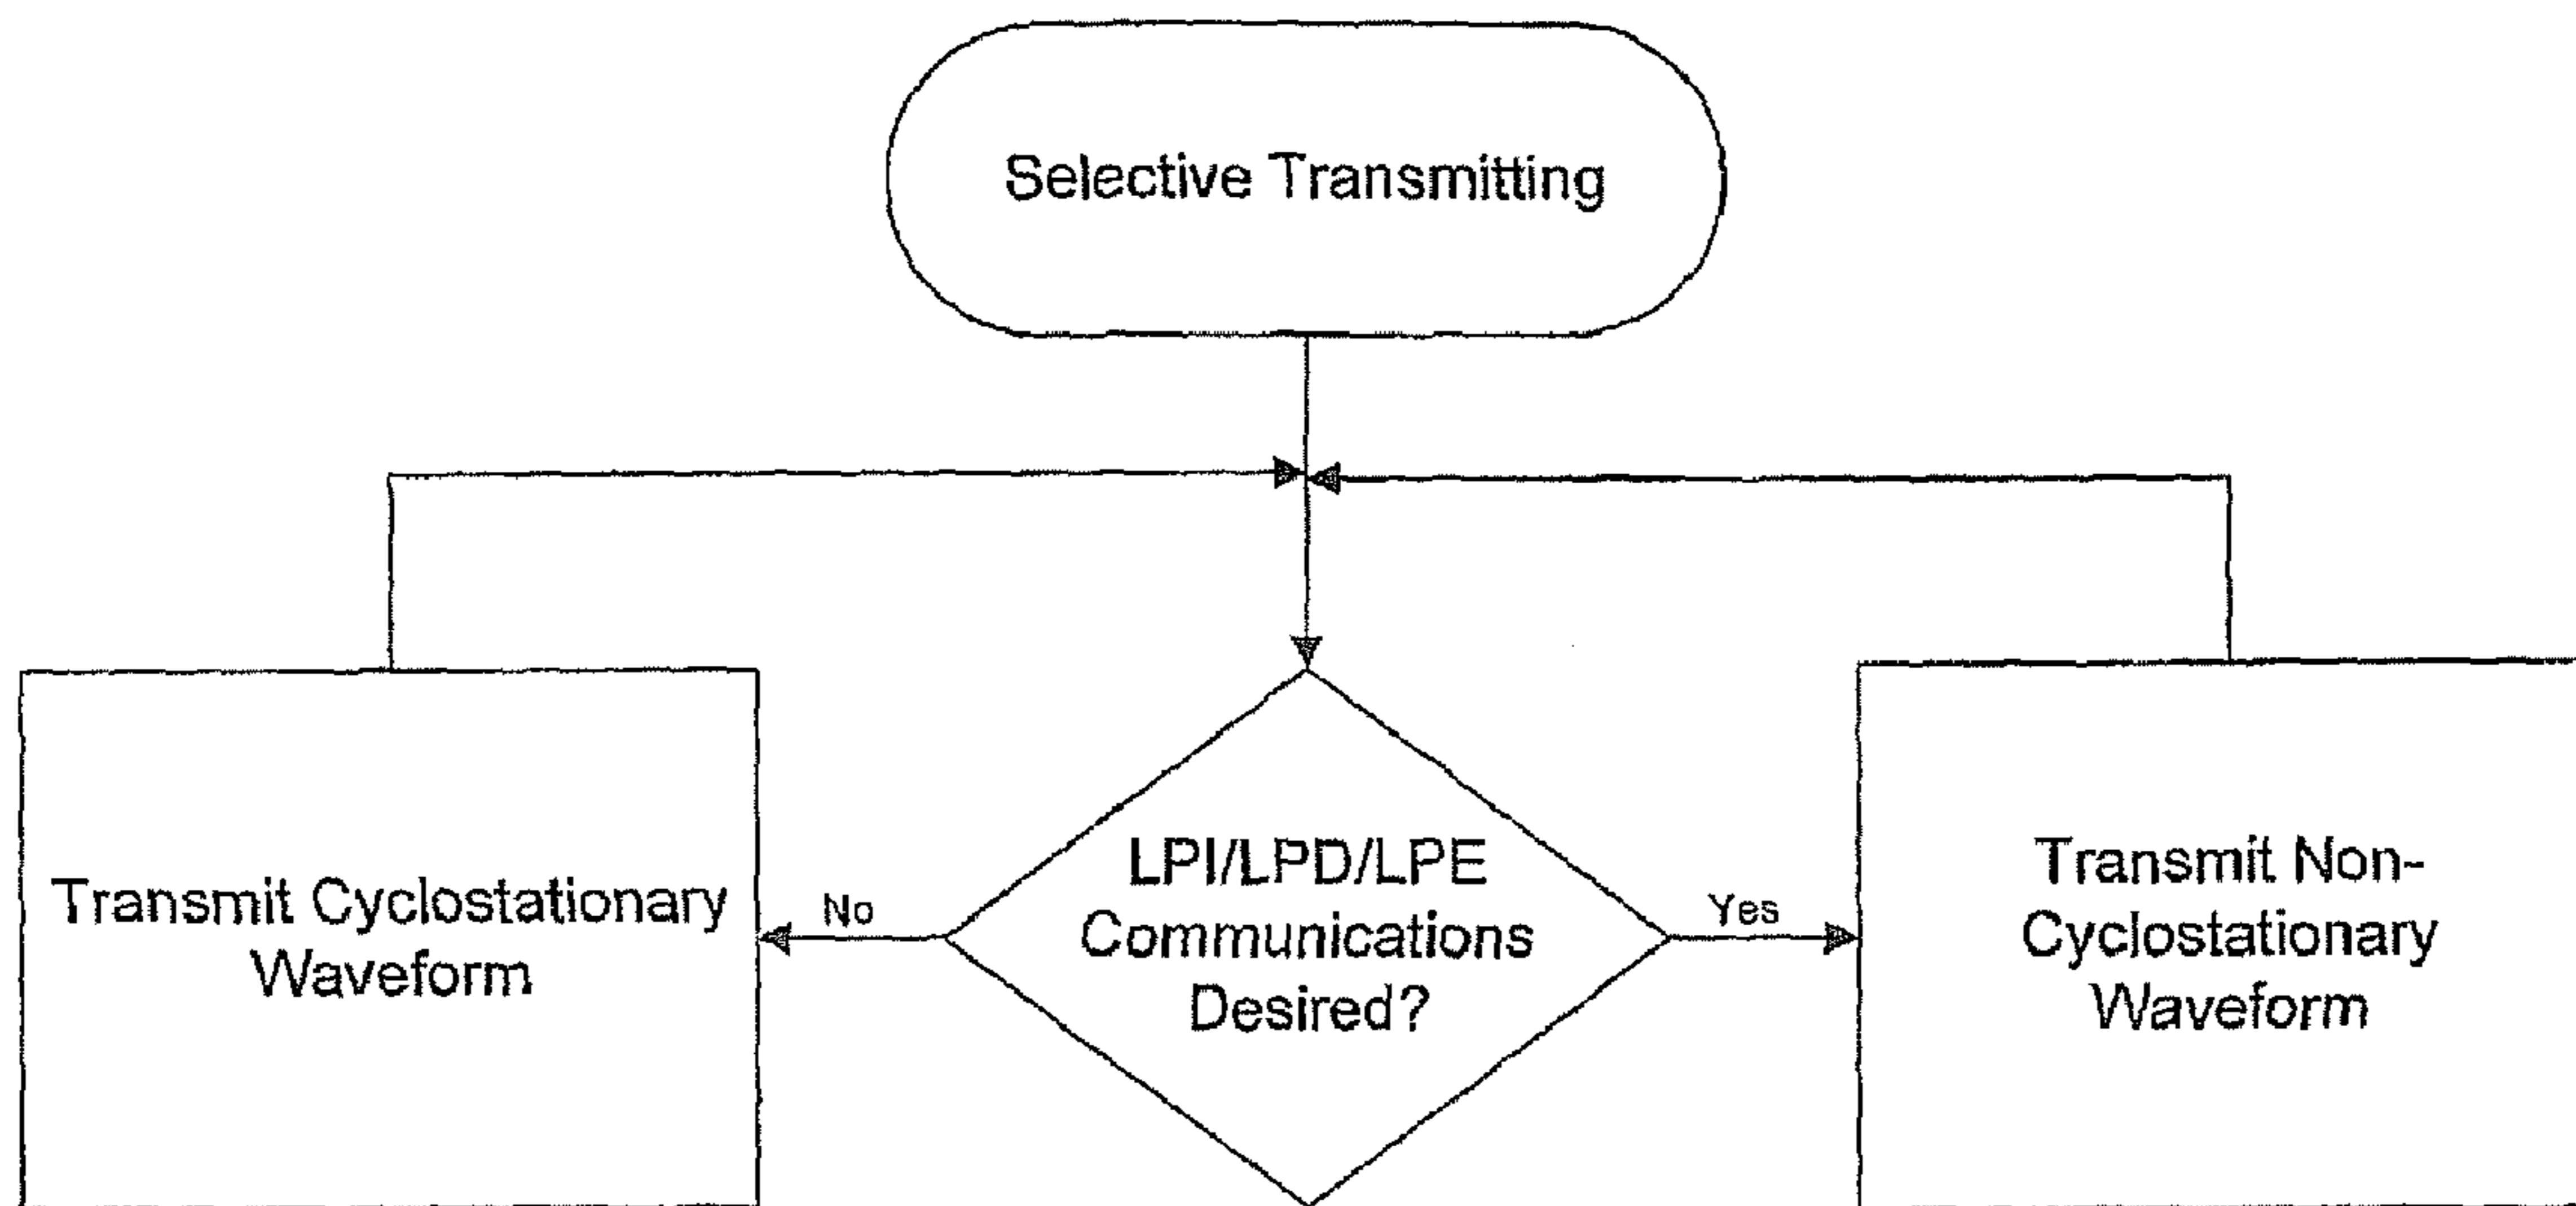 Selective Transmitting
Transmit Cyclostationary
Waveform
No
LPI/LPD/LPE
Communications
Desired?
Yes
Transmit Non-
Cyclostationary
Waveform